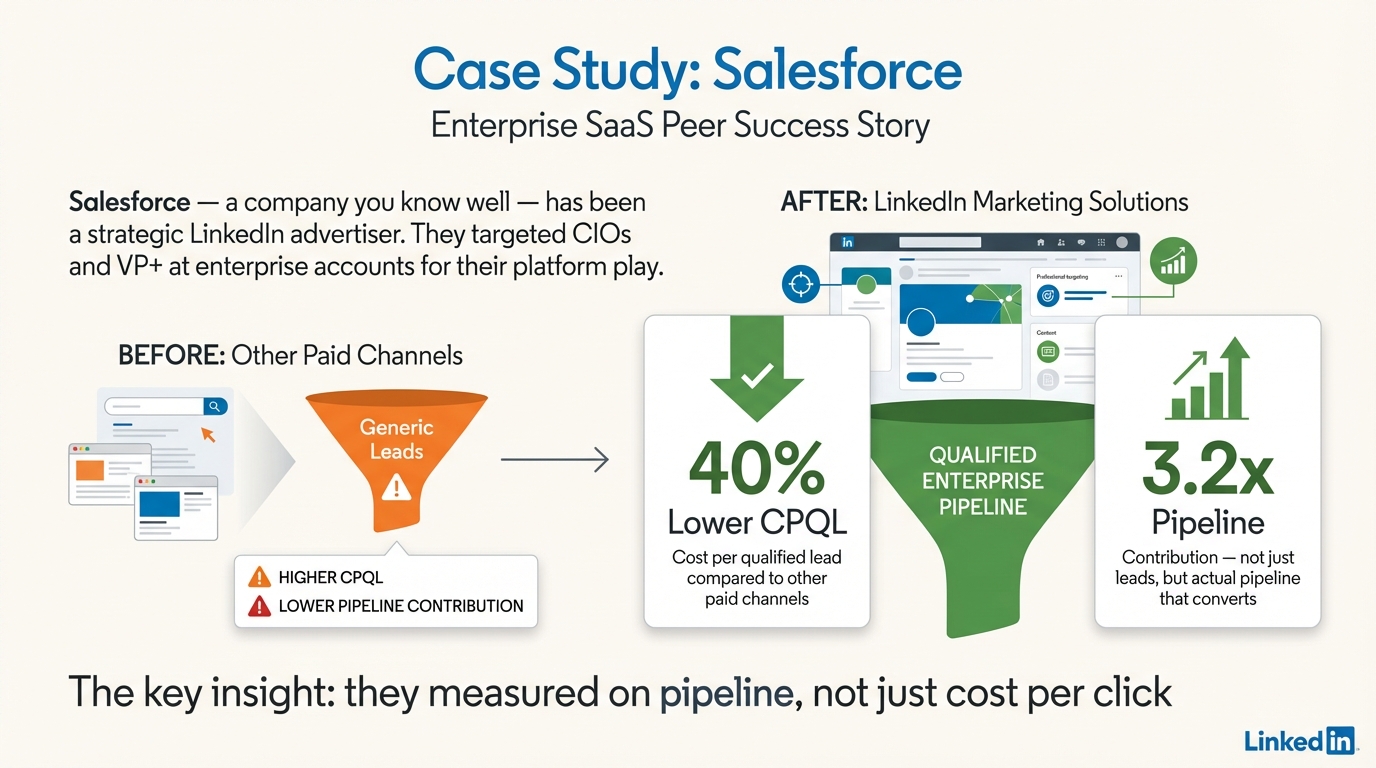 Case Study: Salesforce
Enterprise SaaS Peer Success Story
Salesforce — a company you know well — has been
a strategic LinkedIn advertiser. They targeted CIOs
and VP+ at enterprise accounts for their platform play.
BEFORE: Other Paid Channels
Generic
Leads
HIGHER CPQL
LOWER PIPELINE CONTRIBUTION
AFTER: LinkedIn Marketing Solutions
in
Professional targeting
Content
40%
Lower CPQL
Cost per qualified lead
compared to other
paid channels
QUALIFIED
ENTERPRISE
PIPELINE
3.2x
Pipeline
Contribution — not just
leads, but actual pipeline
that converts
The key insight: they measured on pipeline, not just cost per click
LinkedIn